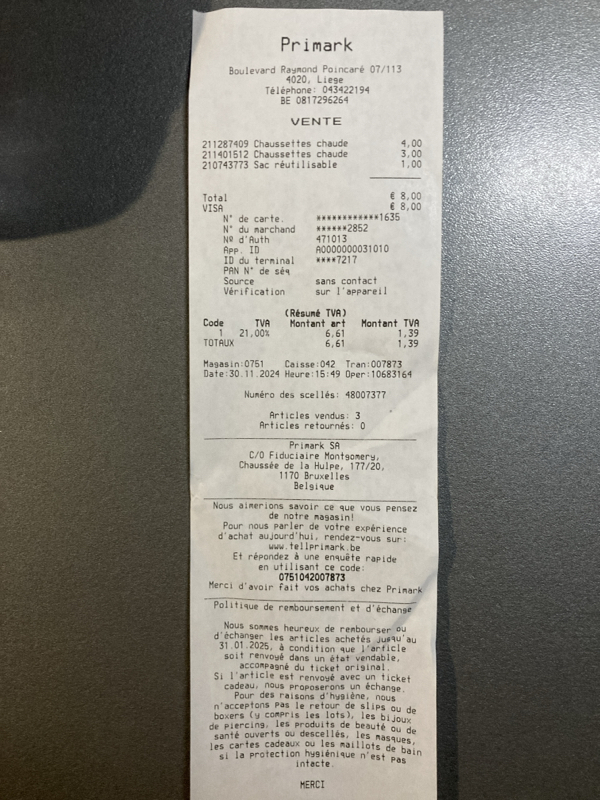 Primark
Boulevard Raymond Poincaré 07/113
4020, Liege
Téléphone: 043422194
BE 0817296264
VENTE
211287409 Chaussettes chaude 4,00
211401512 Chaussettes chaude 3,00
210743773 Sac réutilisable 1,00
Total € 8,00
VISA € 8,00
N° de carte. ************1635
N° du marchand ******2852
Nº d'Auth 471013
App. ID A0000000031010
ID du terminal ****7217
PAN N° de séq
Source sans contact
Vérification sur l'appareil
(Résumé TVA)
Code TVA Montant art Montant TVA
1 21,00% 6,61 1,39
TOTAUX 6,61 1,39
Magasin:0751 Caisse:042 Tran:007873
Date:30.11.2024 Heure:15:49 Oper:10683164
Numéro des scellés: 48007377
Articles vendus: 3
Articles retournés: 0
Primark SA
C/O Fiduciaire Montgomery,
Chaussée de la Hulpe, 177/20,
1170 Bruxelles
Belgique
Nous aimerions savoir ce que vous pensez
de notre magasin!
Pour nous parler de votre expérience
d'achat aujourd'hui, rendez-vous sur:
www.tellprimark.be
Et répondez à une enquête rapide
en utilisant ce code:
0751042007873
Merci d'avoir fait vos achats chez Primark
Politique de remboursement et d'échange
Nous sommes heureux de rembourser ou
d'échanger les articles achetés jusqu'au
31.01.2025, à condition que l'article
soit renvoyé dans un état vendable,
accompagné du ticket original.
Si l'article est renvoyé avec un ticket
cadeau, nous proposerons un échange.
Pour des raisons d'hygiène, nous
n'acceptons pas le retour de slips ou de
boxers (y compris les lots), les bijoux
de piercing, les produits de beauté ou de
santé ouverts ou descellés, les masques,
les cartes cadeaux ou les maillots de bain
si la protection hygiénique n'est pas
intacte.
MERCI